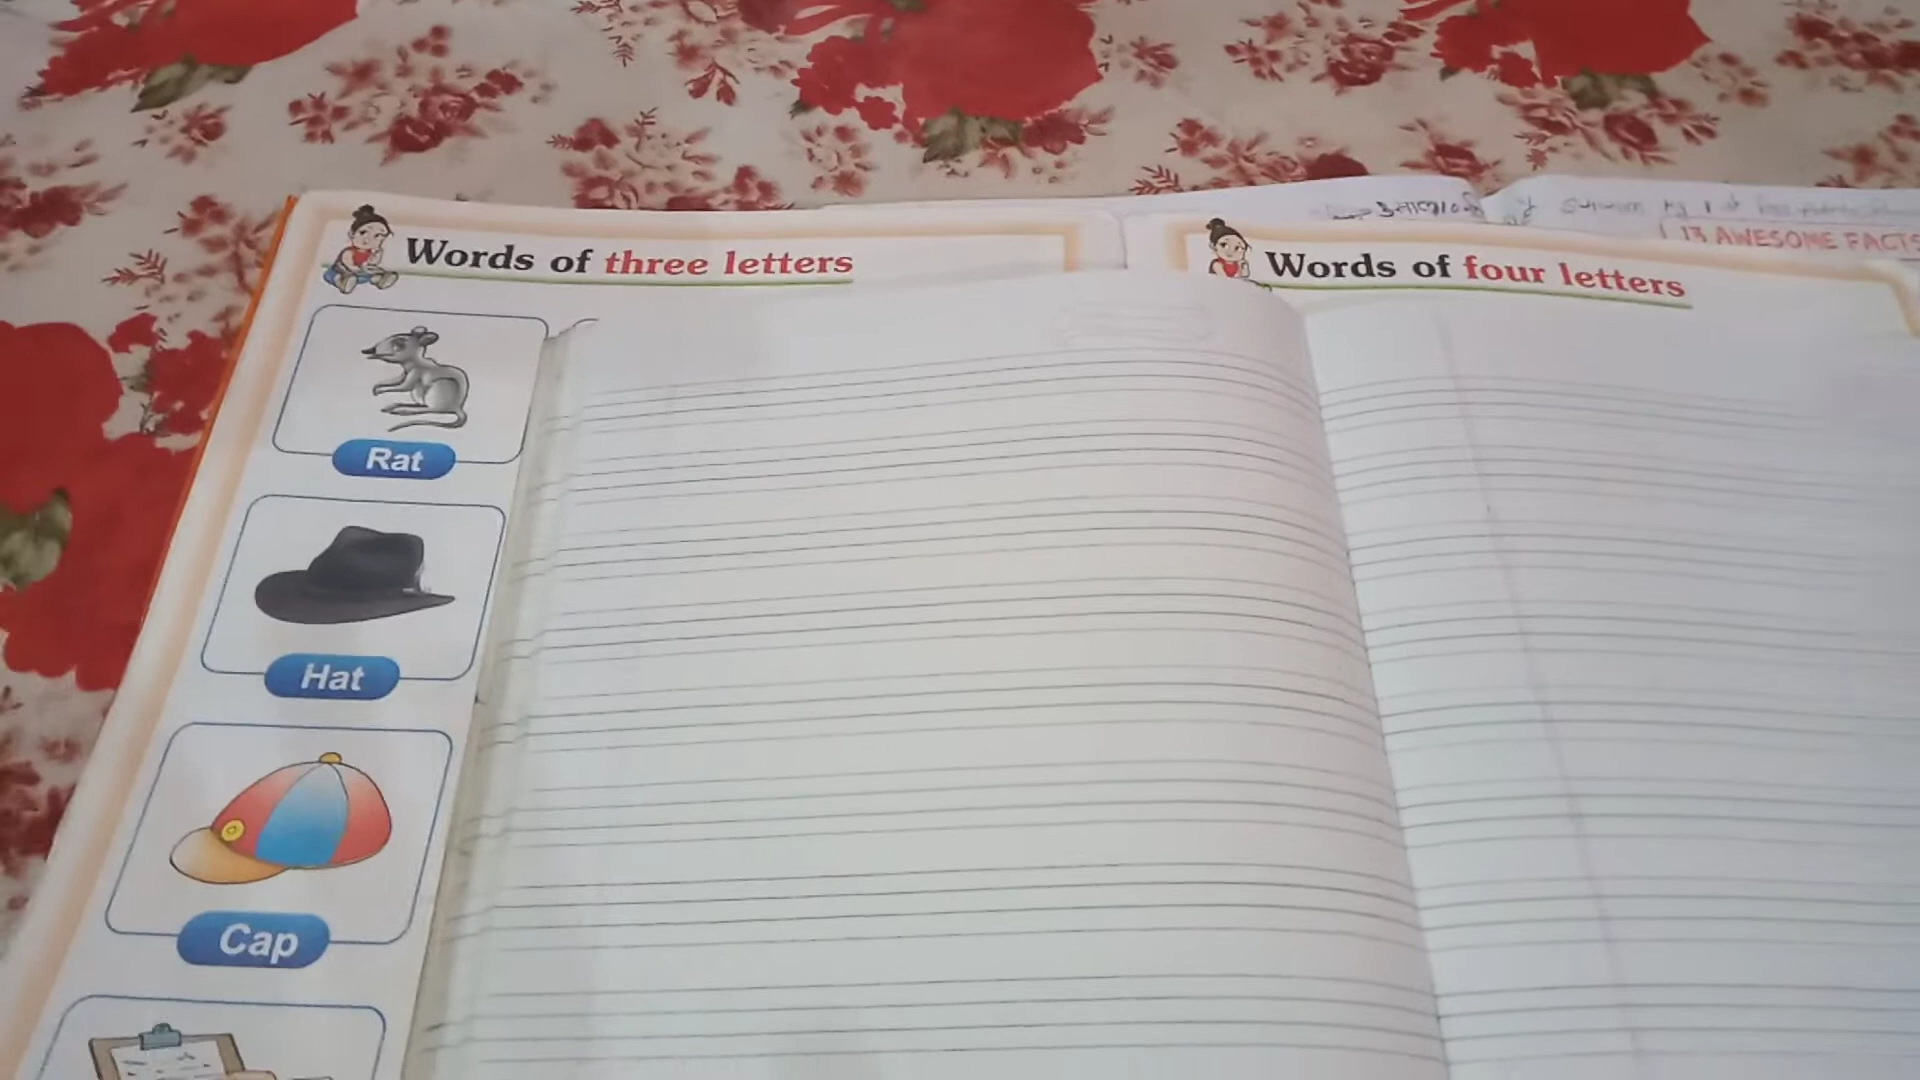 Words of three letters
Words of four letters
13 AWESOME FACTS
Rat
Hat
Cap